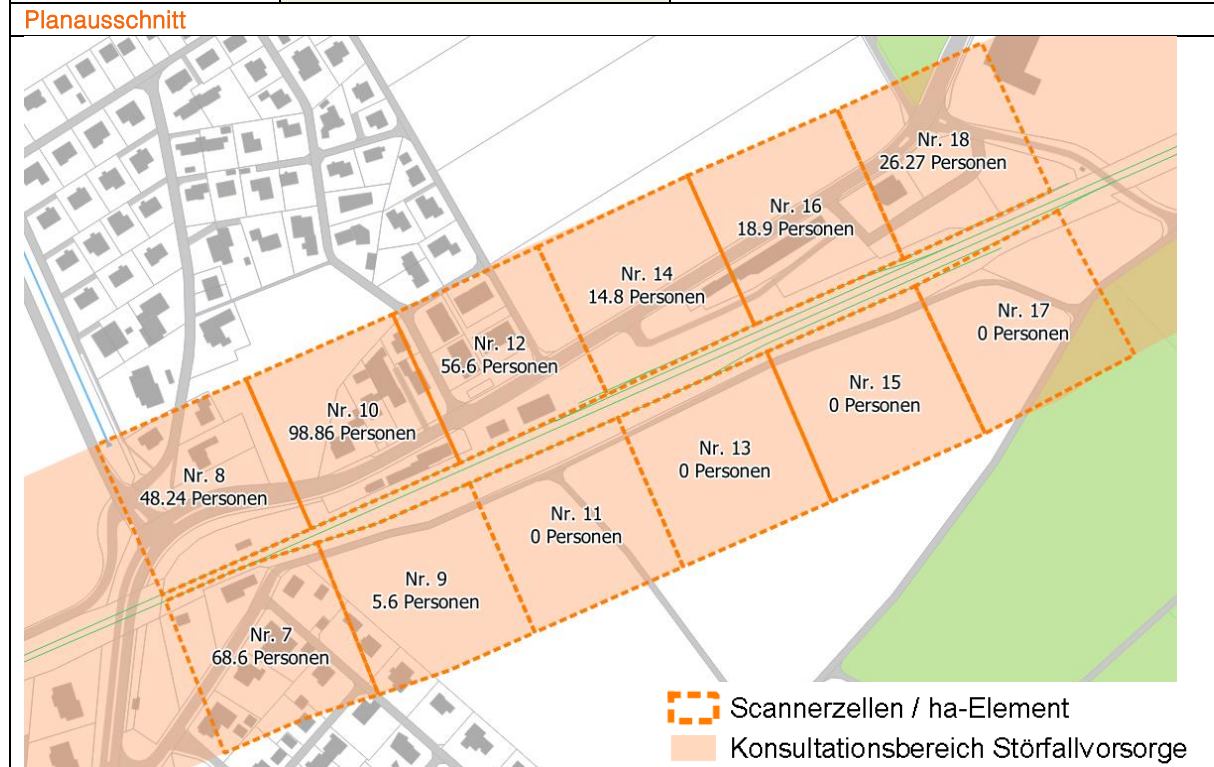 Planausschnitt
Nr. 18
26.27 Personen
Nr. 16
18.9 Personen
Nr. 14
14.8 Personen
Nr. 17
0 Personen
Nr. 12
56.6 Personen
Nr. 15
0 Personen
Nr. 10
98.86 Personen
Nr. 13
0 Personen
Nr. 8
48.24 Personen
Nr. 11
0 Personen
Nr. 9
5.6 Personen
Nr. 7
68.6 Personen
Scannerzellen / ha-Element
Konsultationsbereich Störfallvorsorge